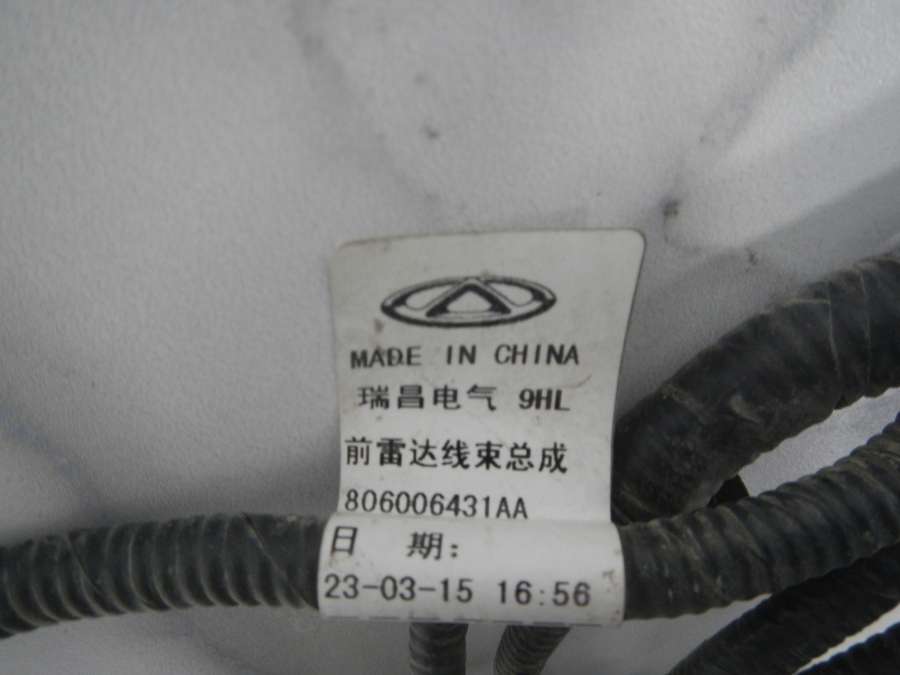 MADE IN CHINA
瑞昌电气 9HL
前雷达线束总成
806006431AA
日 期:
23-03-15 16:56